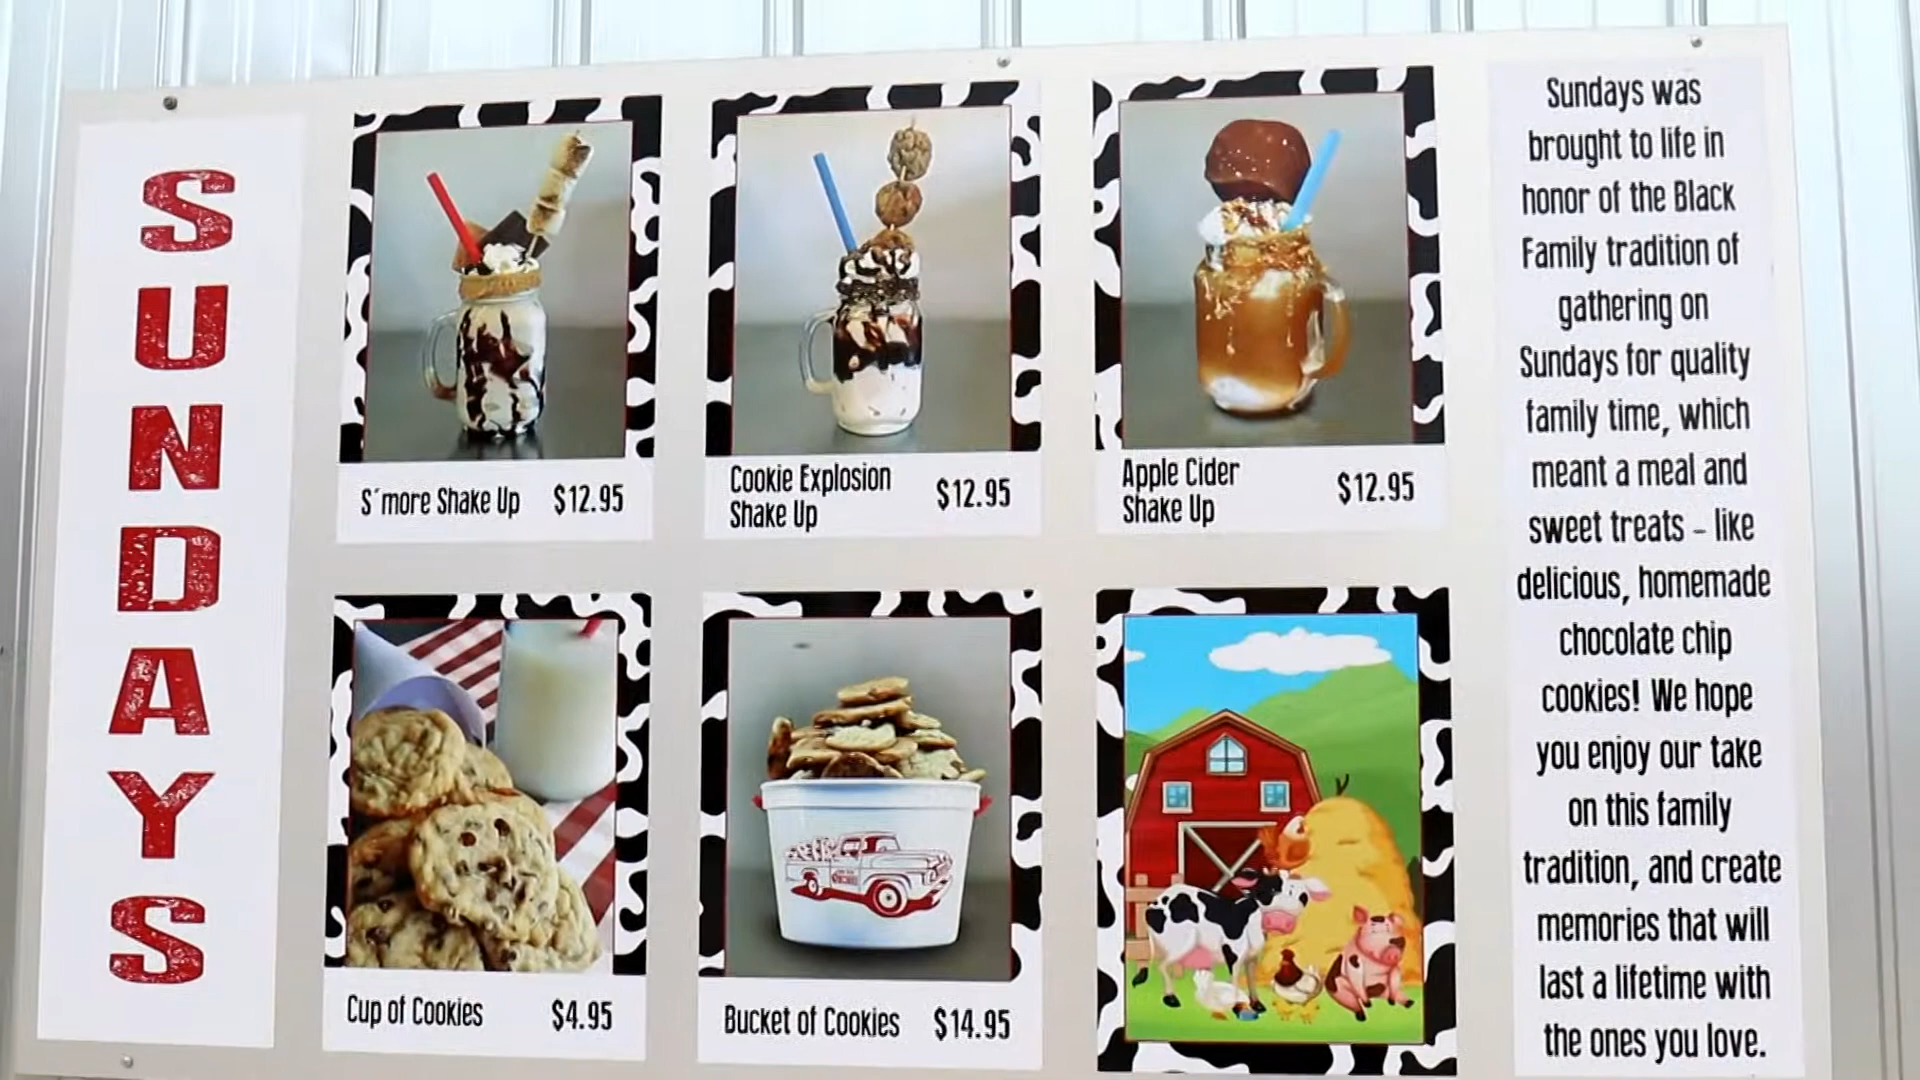 SUNDAYS
S'more Shake Up $12.95
Cookie Explosion
Shake Up
$12.95
Apple Cider
Shake Up
$12.95
Cup of Cookies $4.95
Bucket of Cookies $14.95
Sundays was
brought to life in
honor of the Black
Family tradition of
gathering on
Sundays for quality
family time, which
meant a meal and
sweet treats – like
delicious, homemade
chocolate chip
cookies! We hope
you enjoy our take
on this family
tradition, and create
memories that will
last a lifetime with
the ones you love.